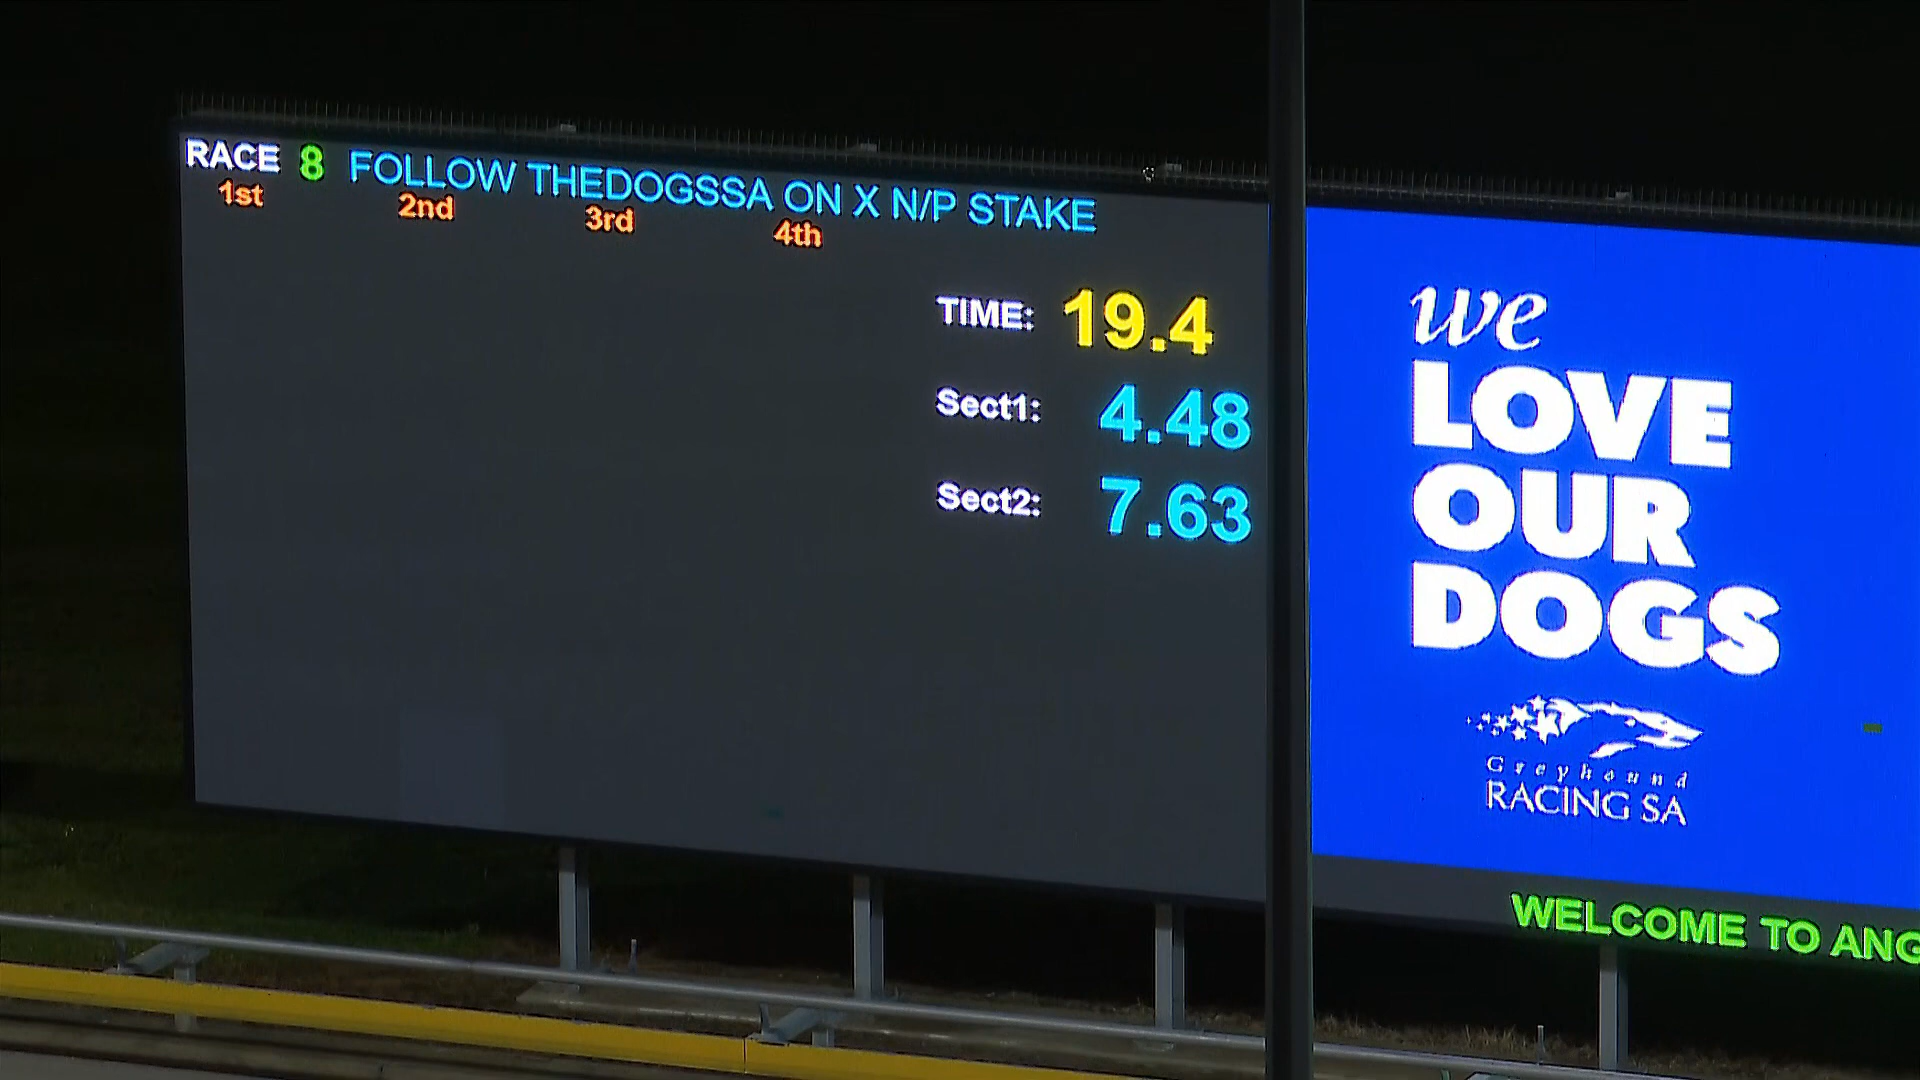 RACE 8 FOLLOW THEDOGSSA ON X N/P STAKE
1st 2nd 3rd 4th
TIME: 19.4
Sect1: 4.48
Sect2: 7.63
we
LOVE
OUR
DOGS
Greyhound
RACING SA
WELCOME TO ANG